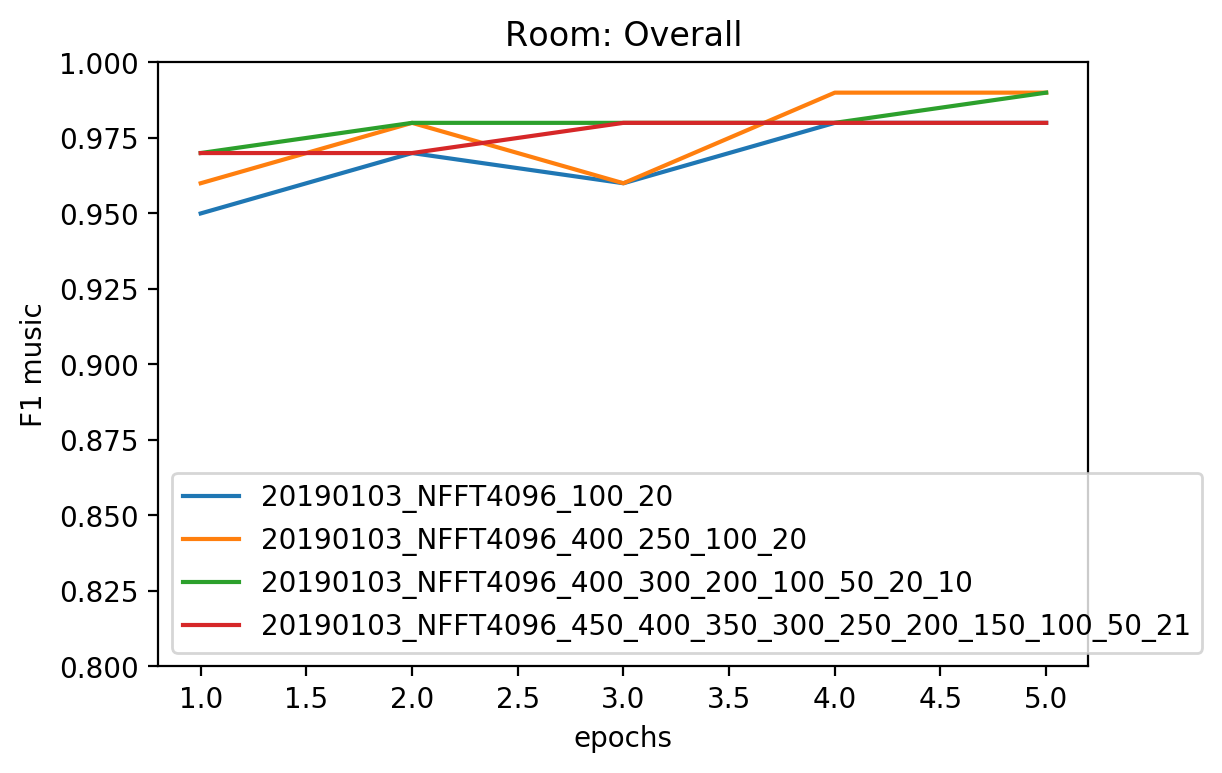 Room: Overall
1.000
0.975
0.950
0.925
0.900
0.875
0.850
0.825
0.800
F1 music
20190103_NFFT4096_100_20
20190103_NFFT4096_400_250_100_20
20190103_NFFT4096_400_300_200_100_50_20_10
20190103_NFFT4096_450_400_350_300_250_200_150_100_50_21
1.0 1.5 2.0 2.5 3.0 3.5 4.0 4.5 5.0
epochs